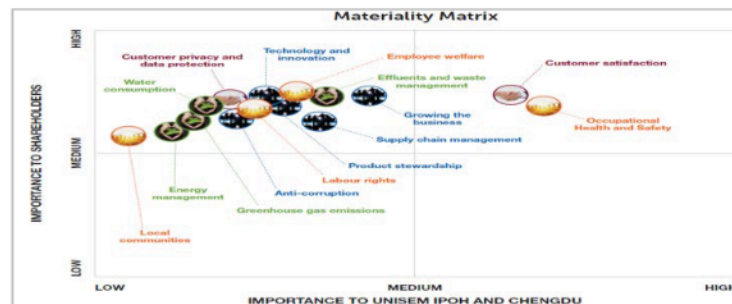 Materiality Matrix
HIGH
MEDIUM
LOW
IMPORTANCE TO SHAREHOLDERS
Customer privacy and
data protection
Technology and
innovation
Employee welfare
Customer satisfaction
Water
consumption
Effluents and waste
management
Growing the
business
Occupational
Health and Safety
Supply chain management
Product stewardship
Labour rights
Anti-corruption
Energy
management
Greenhouse gas emissions
Local
communities
LOW
MEDIUM
HIGH
IMPORTANCE TO UNISEM IPOH AND CHENGDU